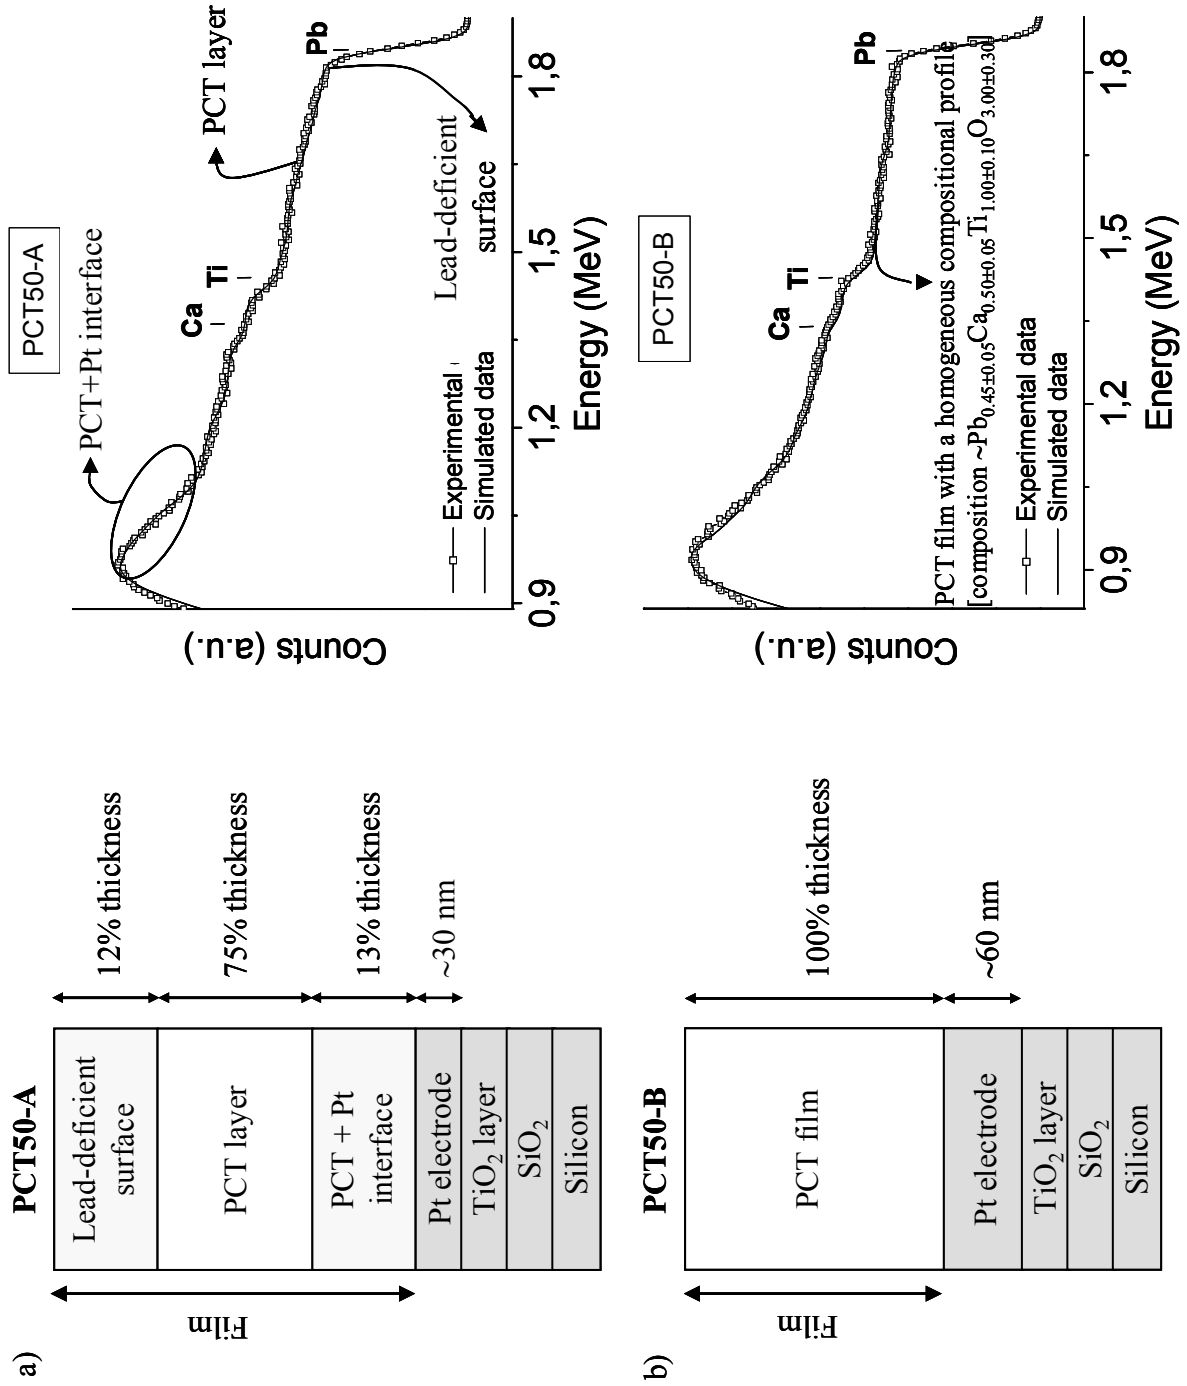 a)
PCT50-A
Film
Lead-deficient
surface
PCT layer
PCT + Pt
interface
Pt electrode
TiO2 layer
SiO2
Silicon
12% thickness
75% thickness
13% thickness
~30 nm
PCT50-A
Counts (a.u.)
PCT+Pt interface
Ca
Ti
PCT layer
Pb
Lead-deficient
surface
Experimental
Simulated data
0,9
1,2
1,5
1,8
Energy (MeV)
b)
PCT50-B
Film
PCT film
Pt electrode
TiO2 layer
SiO2
Silicon
100% thickness
~60 nm
PCT50-B
Counts (a.u.)
Ca
Ti
Pb
PCT film with a homogeneous compositional profile
[composition ~Pb0.45±0.05Ca0.50±0.05Ti1.00±0.10O3.00±0.30]
Experimental data
Simulated data
0,9
1,2
1,5
1,8
Energy (MeV)